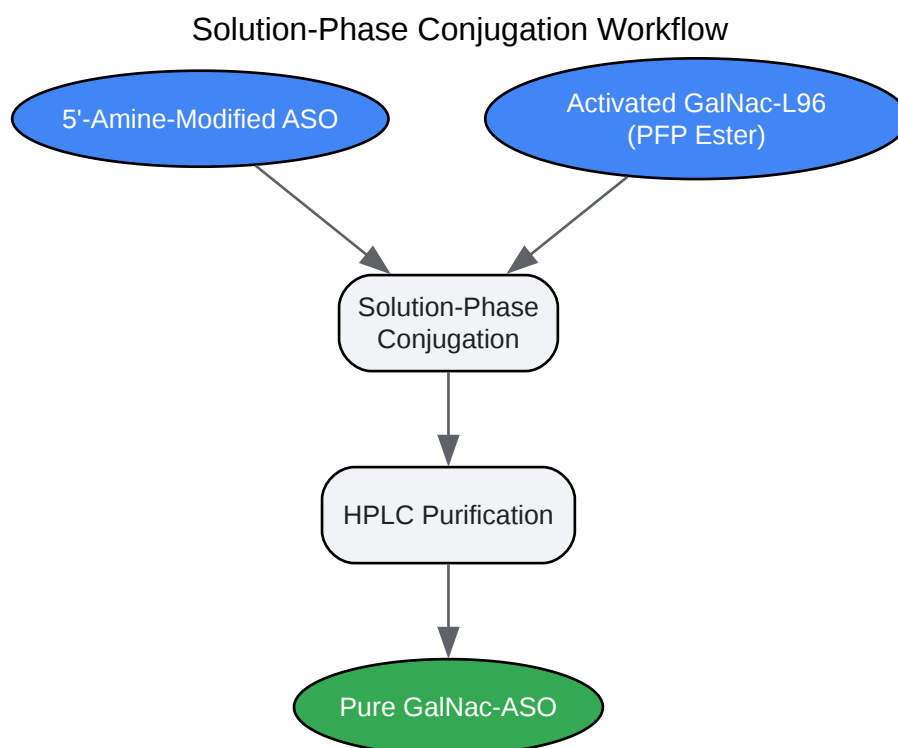 Solution-Phase Conjugation Workflow
5'-Amine-Modified ASO
Activated GalNac-L96
(PFP Ester)
Solution-Phase
Conjugation
HPLC Purification
Pure GalNac-ASO